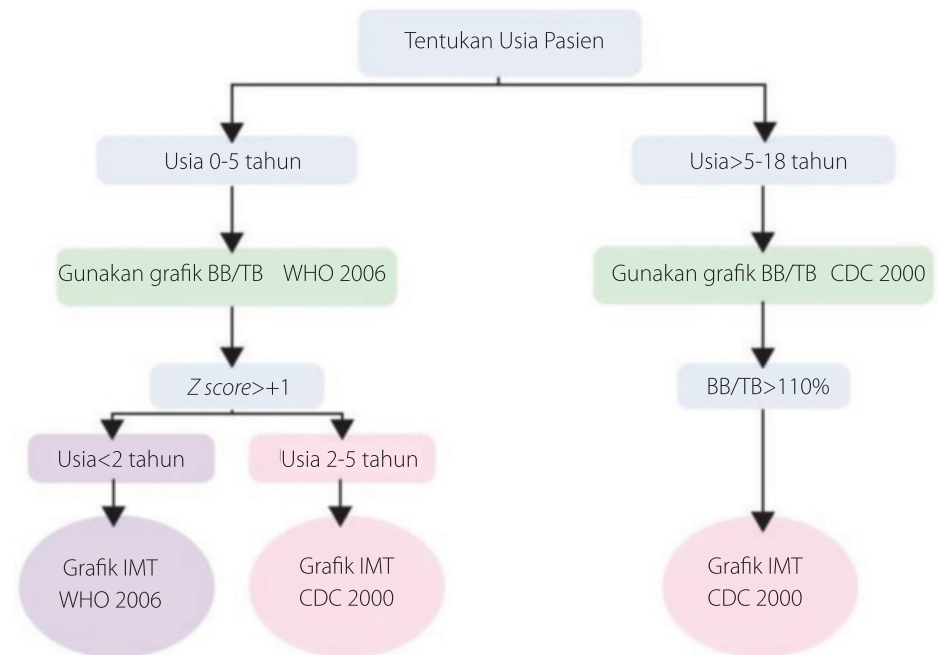 Tentukan Usia Pasien
Usia 0-5 tahun
Usia>5-18 tahun
Gunakan grafik BB/TB WHO 2006
Gunakan grafik BB/TB CDC 2000
Z score>+1
BB/TB>110%
Usia<2 tahun
Usia 2-5 tahun
Grafik IMT
WHO 2006
Grafik IMT
CDC 2000
Grafik IMT
CDC 2000